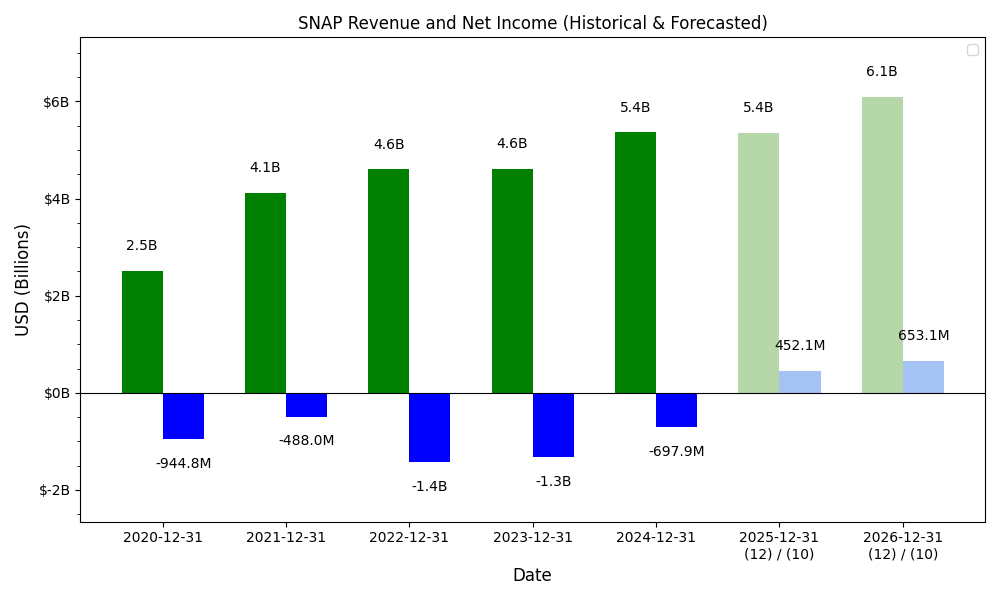 SNAP Revenue and Net Income (Historical & Forecasted)
USD (Billions)
$6B
$4B
$2B
$0B
$-2B
2.5B
4.1B
4.6B
4.6B
5.4B
5.4B
6.1B
-944.8M
-488.0M
-1.4B
-1.3B
-697.9M
452.1M
653.1M
2020-12-31
2021-12-31
2022-12-31
2023-12-31
2024-12-31
2025-12-31
(12) / (10)
2026-12-31
(12) / (10)
Date